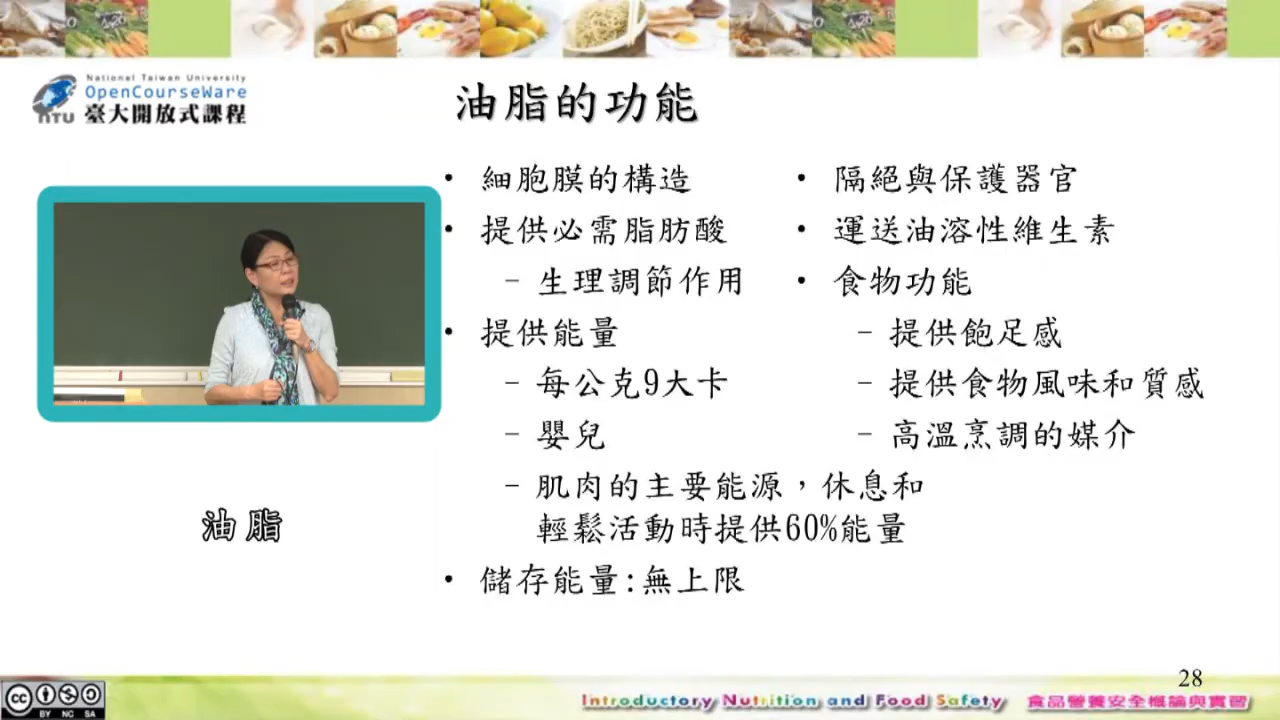 National Taiwan University
OpenCourseWare
NTU 臺大開放式課程
油脂的功能
• 細胞膜的構造
• 提供必需脂肪酸
– 生理調節作用
• 提供能量
– 每公克9大卡
– 嬰兒
– 肌肉的主要能源，休息和
輕鬆活動時提供60%能量
• 儲存能量:無上限
• 隔絕與保護器官
• 運送油溶性維生素
• 食物功能
– 提供飽足感
– 提供食物風味和質感
– 高溫烹調的媒介
油脂
28
cc BY NC SA
Introductory Nutrition and Food Safety 食品營養安全概論與實習